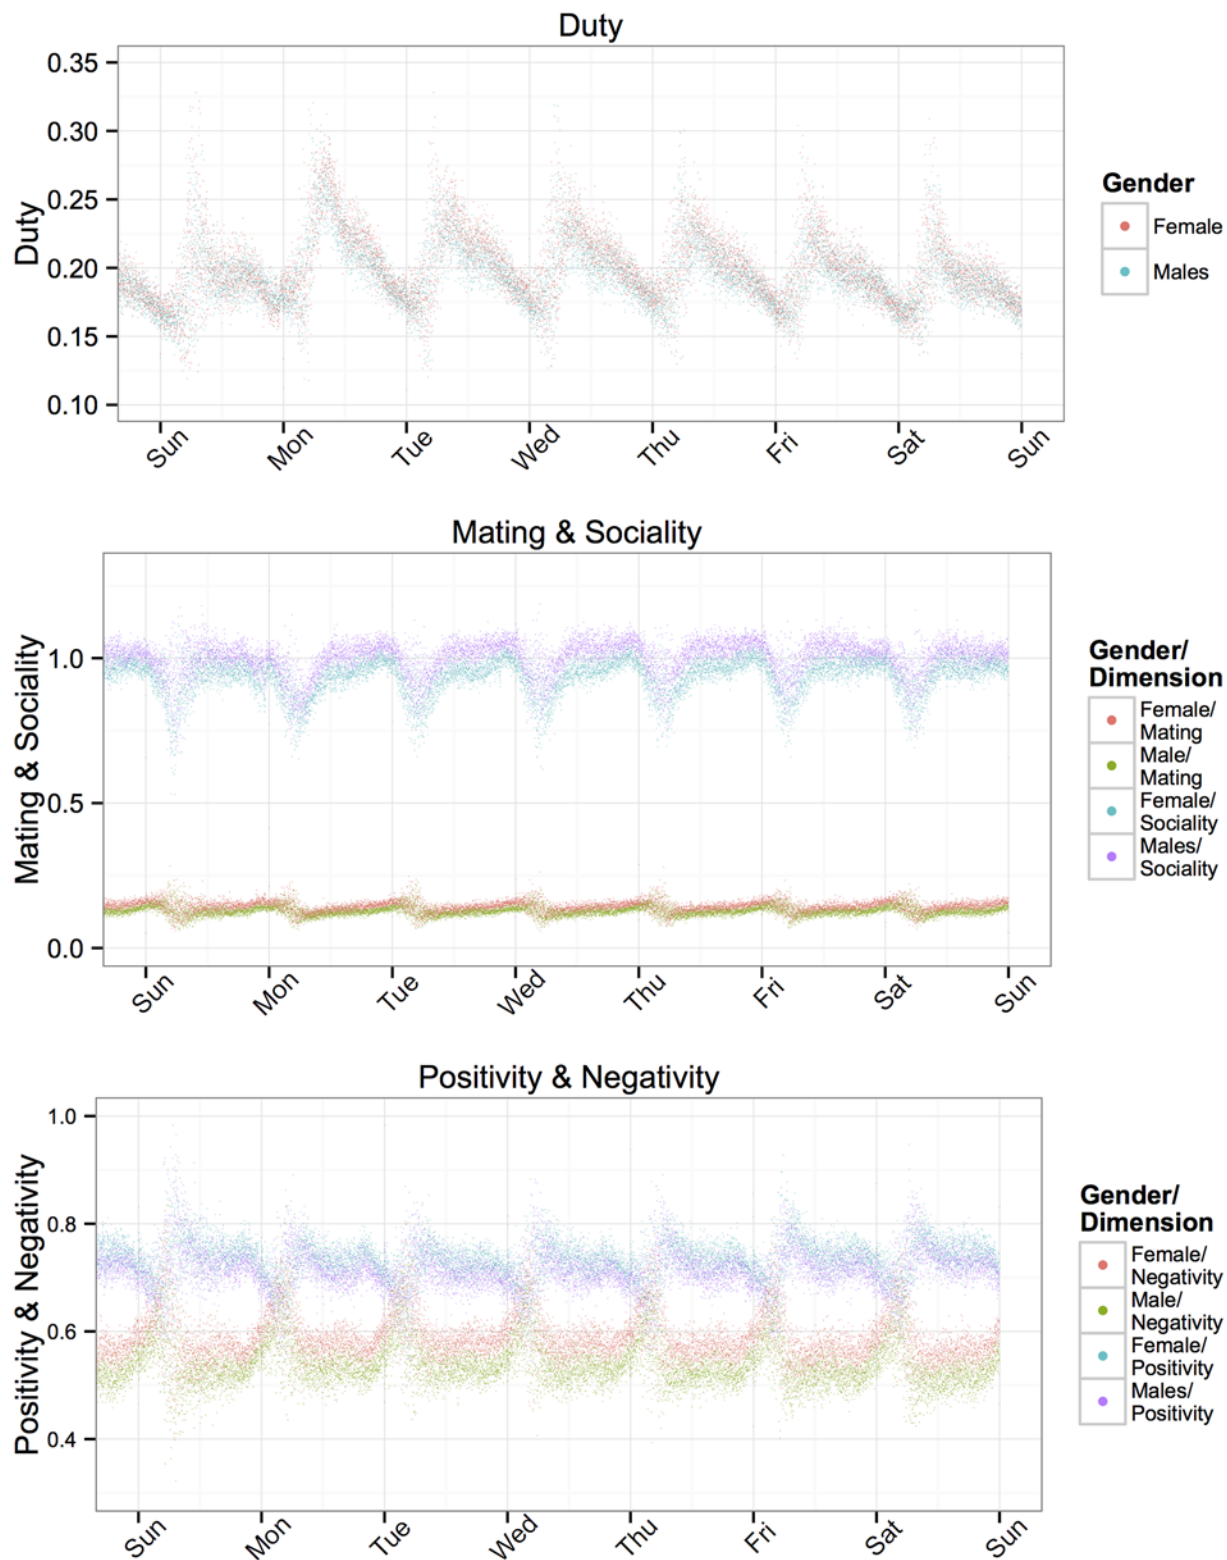 Duty
Duty
0.35
0.30
0.25
0.20
0.15
0.10
Sun
Mon
Tue
Wed
Thu
Fri
Sat
Sun
Gender
Female
Males
Mating & Sociality
Mating & Sociality
1.0
0.5
0.0
Sun
Mon
Tue
Wed
Thu
Fri
Sat
Sun
Gender/
Dimension
Female/
Mating
Male/
Mating
Female/
Sociality
Males/
Sociality
Positivity & Negativity
Positivity & Negativity
1.0
0.8
0.6
0.4
Sun
Mon
Tue
Wed
Thu
Fri
Sat
Sun
Gender/
Dimension
Female/
Negativity
Male/
Negativity
Female/
Positivity
Males/
Positivity